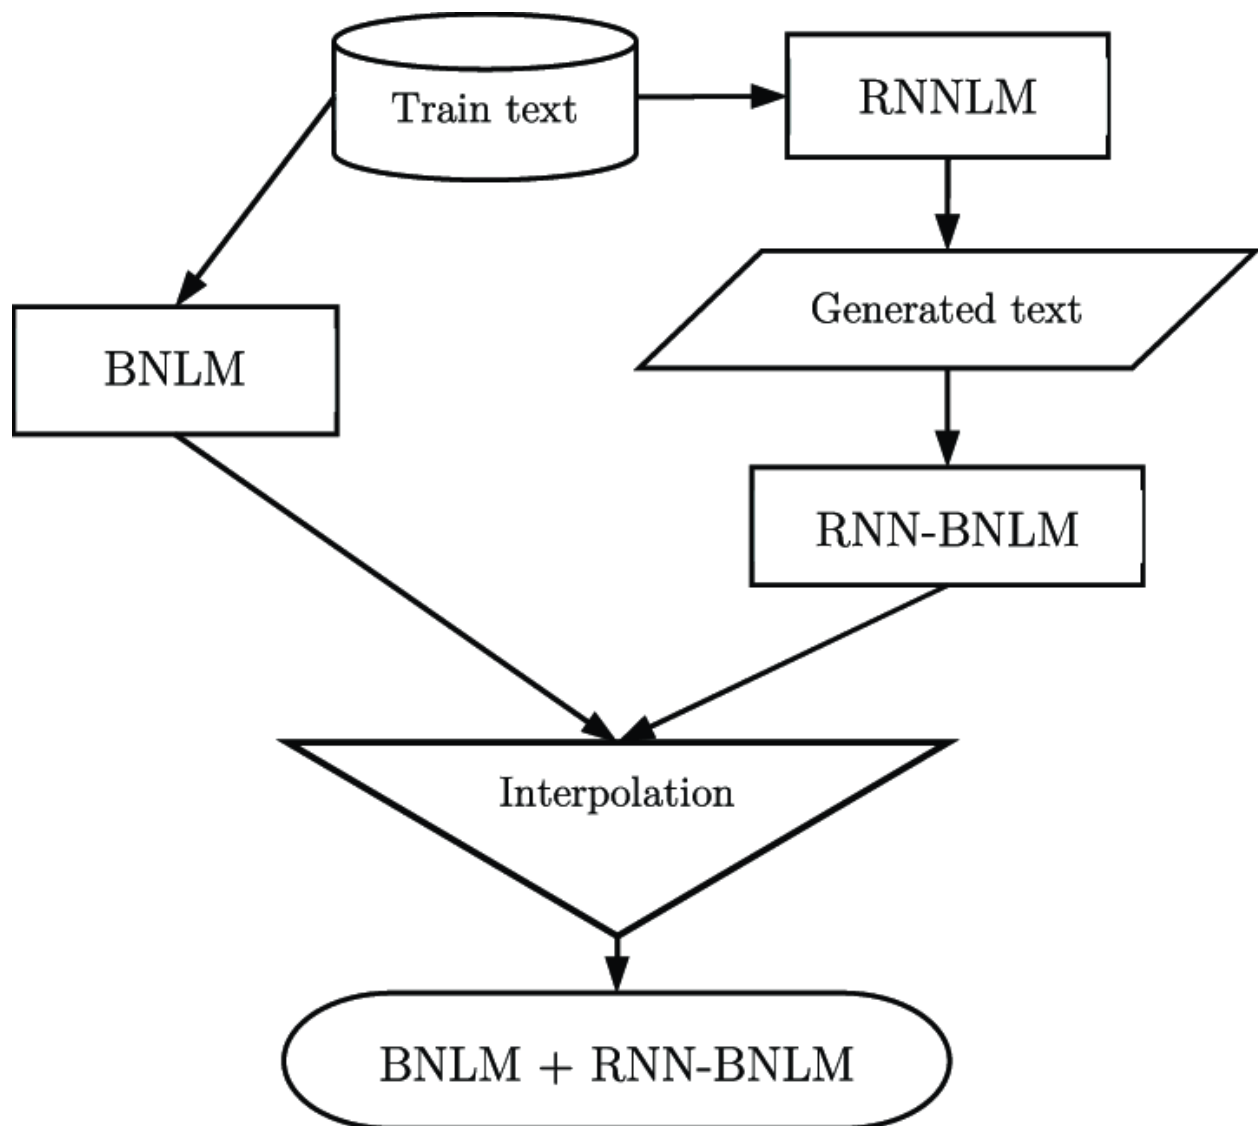 Train text
RNNLM
Generated text
BNLM
RNN-BNLM
Interpolation
BNLM + RNN-BNLM